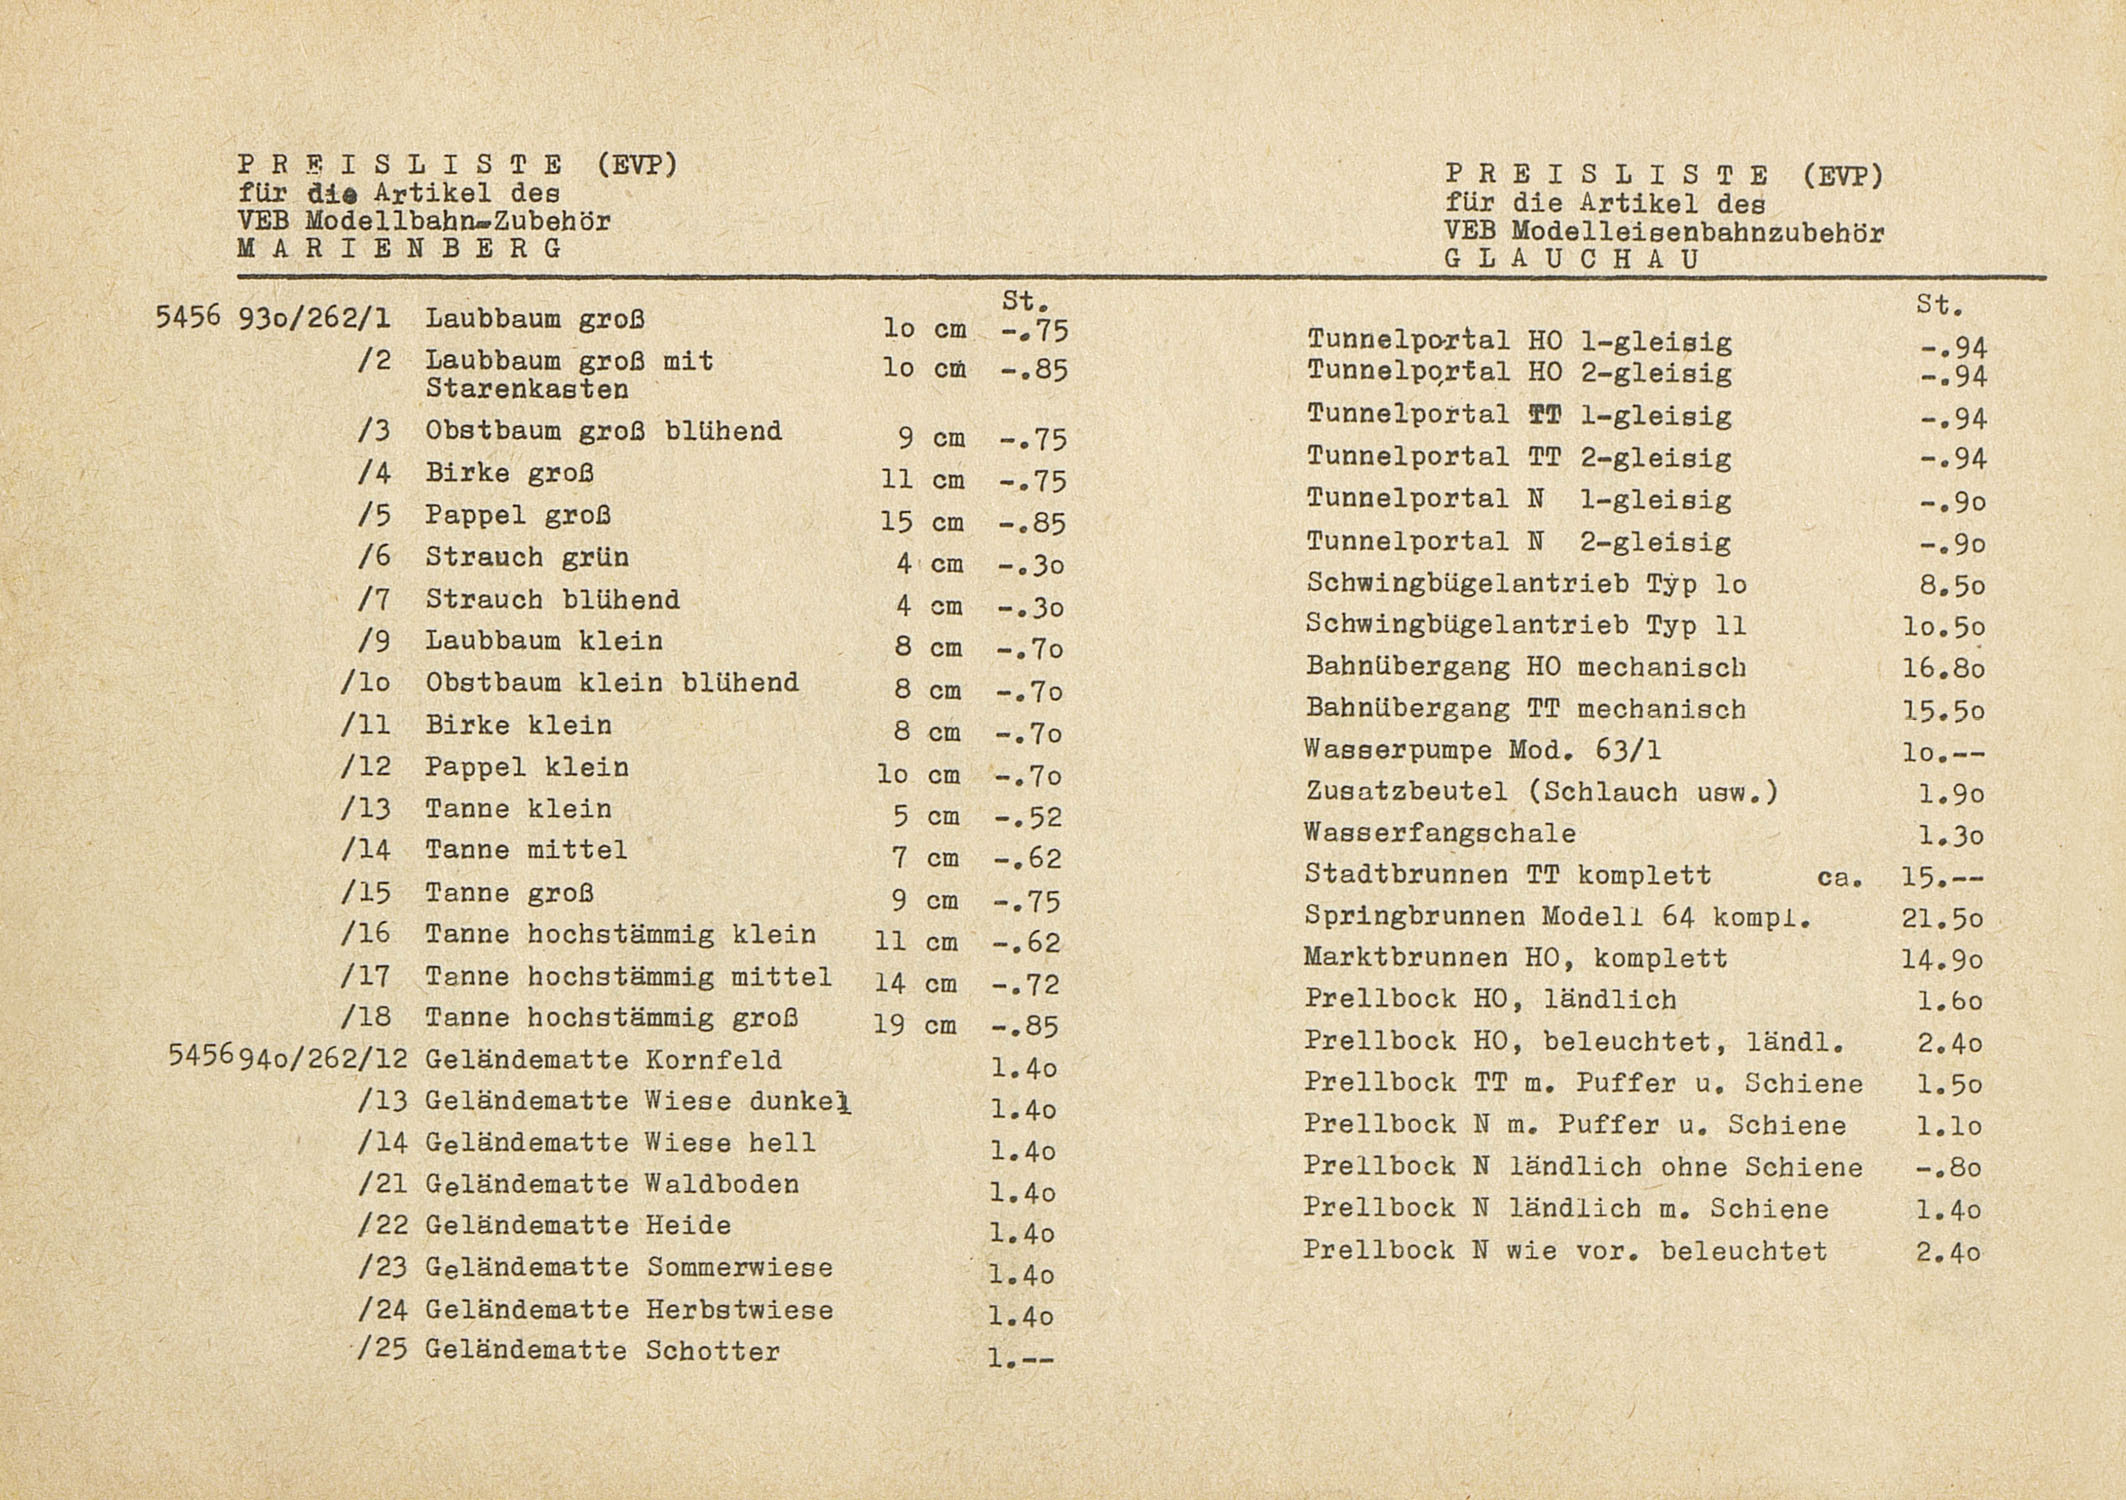 P R E I S L I S T E (EVP)
für die Artikel des
VEB Modellbahn-Zubehör
M A R I E N B E R G
St.
5456 93o/262/1 Laubbaum groß lo cm -.75
/2 Laubbaum groß mit lo cm -.85
Starenkasten
/3 Obstbaum groß blühend 9 cm -.75
/4 Birke groß 11 cm -.75
/5 Pappel groß 15 cm -.85
/6 Strauch grün 4 cm -.3o
/7 Strauch blühend 4 cm -.3o
/9 Laubbaum klein 8 cm -.7o
/lo Obstbaum klein blühend 8 cm -.7o
/11 Birke klein 8 cm -.7o
/12 Pappel klein lo cm -.7o
/13 Tanne klein 5 cm -.52
/14 Tanne mittel 7 cm -.62
/15 Tanne groß 9 cm -.75
/16 Tanne hochstämmig klein 11 cm -.62
/17 Tanne hochstämmig mittel 14 cm -.72
/18 Tanne hochstämmig groß 19 cm -.85
5456 94o/262/12 Geländematte Kornfeld 1.4o
/13 Geländematte Wiese dunkel 1.4o
/14 Geländematte Wiese hell 1.4o
/21 Geländematte Waldboden 1.4o
/22 Geländematte Heide 1.4o
/23 Geländematte Sommerwiese 1.4o
/24 Geländematte Herbstwiese 1.4o
/25 Geländematte Schotter 1.--
P R E I S L I S T E (EVP)
für die Artikel des
VEB Modelleisenbahnzubehör
G L A U C H A U
St.
Tunnelportal HO 1-gleisig -.94
Tunnelportal HO 2-gleisig -.94
Tunnelportal TT 1-gleisig -.94
Tunnelportal TT 2-gleisig -.94
Tunnelportal N 1-gleisig -.9o
Tunnelportal N 2-gleisig -.9o
Schwingbügelantrieb Typ lo 8.5o
Schwingbügelantrieb Typ 11 lo.5o
Bahnübergang HO mechanisch 16.8o
Bahnübergang TT mechanisch 15.5o
Wasserpumpe Mod. 63/1 lo.--
Zusatzbeutel (Schlauch usw.) 1.9o
Wasserfangschale 1.3o
Stadtbrunnen TT komplett ca. 15.--
Springbrunnen Modell 64 kompl. 21.5o
Marktbrunnen HO, komplett 14.9o
Prellbock HO, ländlich 1.6o
Prellbock HO, beleuchtet, ländl. 2.4o
Prellbock TT m. Puffer u. Schiene 1.5o
Prellbock N m. Puffer u. Schiene 1.1o
Prellbock N ländlich ohne Schiene -.8o
Prellbock N ländlich m. Schiene 1.4o
Prellbock N wie vor. beleuchtet 2.4o